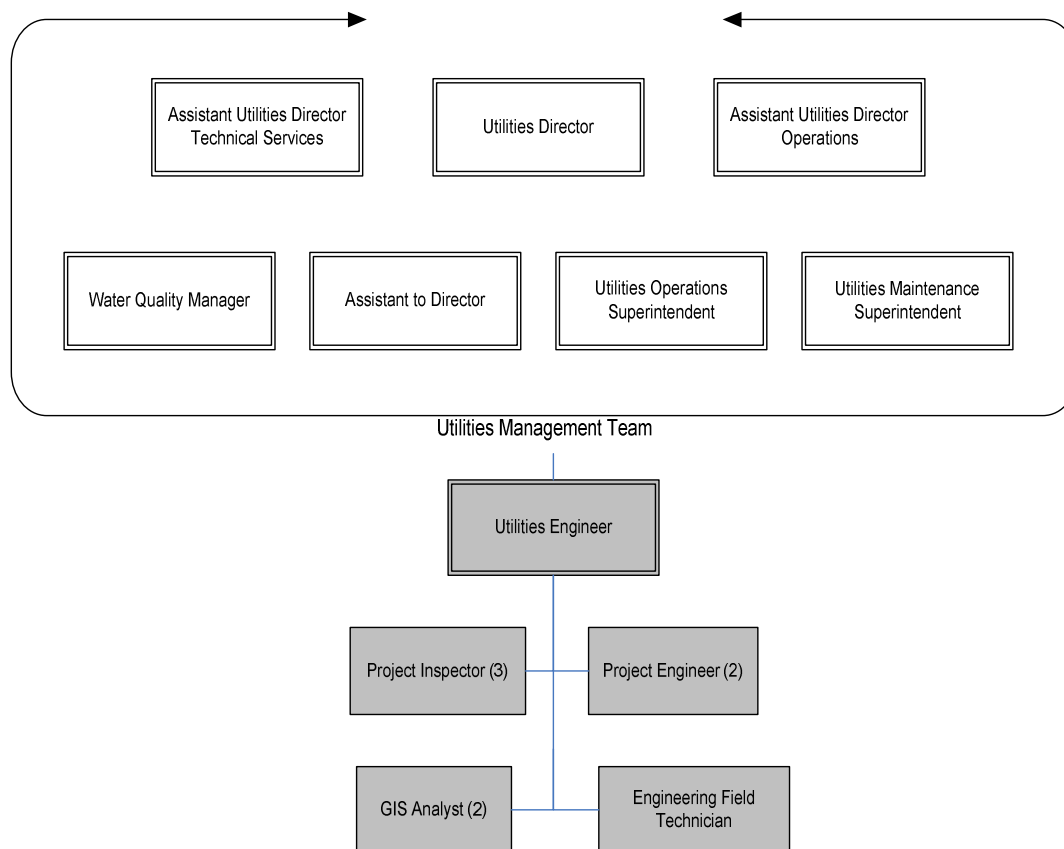 Assistant Utilities Director
Technical Services
Utilities Director
Assistant Utilities Director
Operations
Water Quality Manager
Assistant to Director
Utilities Operations
Superintendent
Utilities Maintenance
Superintendent
Utilities Management Team
Utilities Engineer
Project Inspector (3)
Project Engineer (2)
GIS Analyst (2)
Engineering Field
Technician